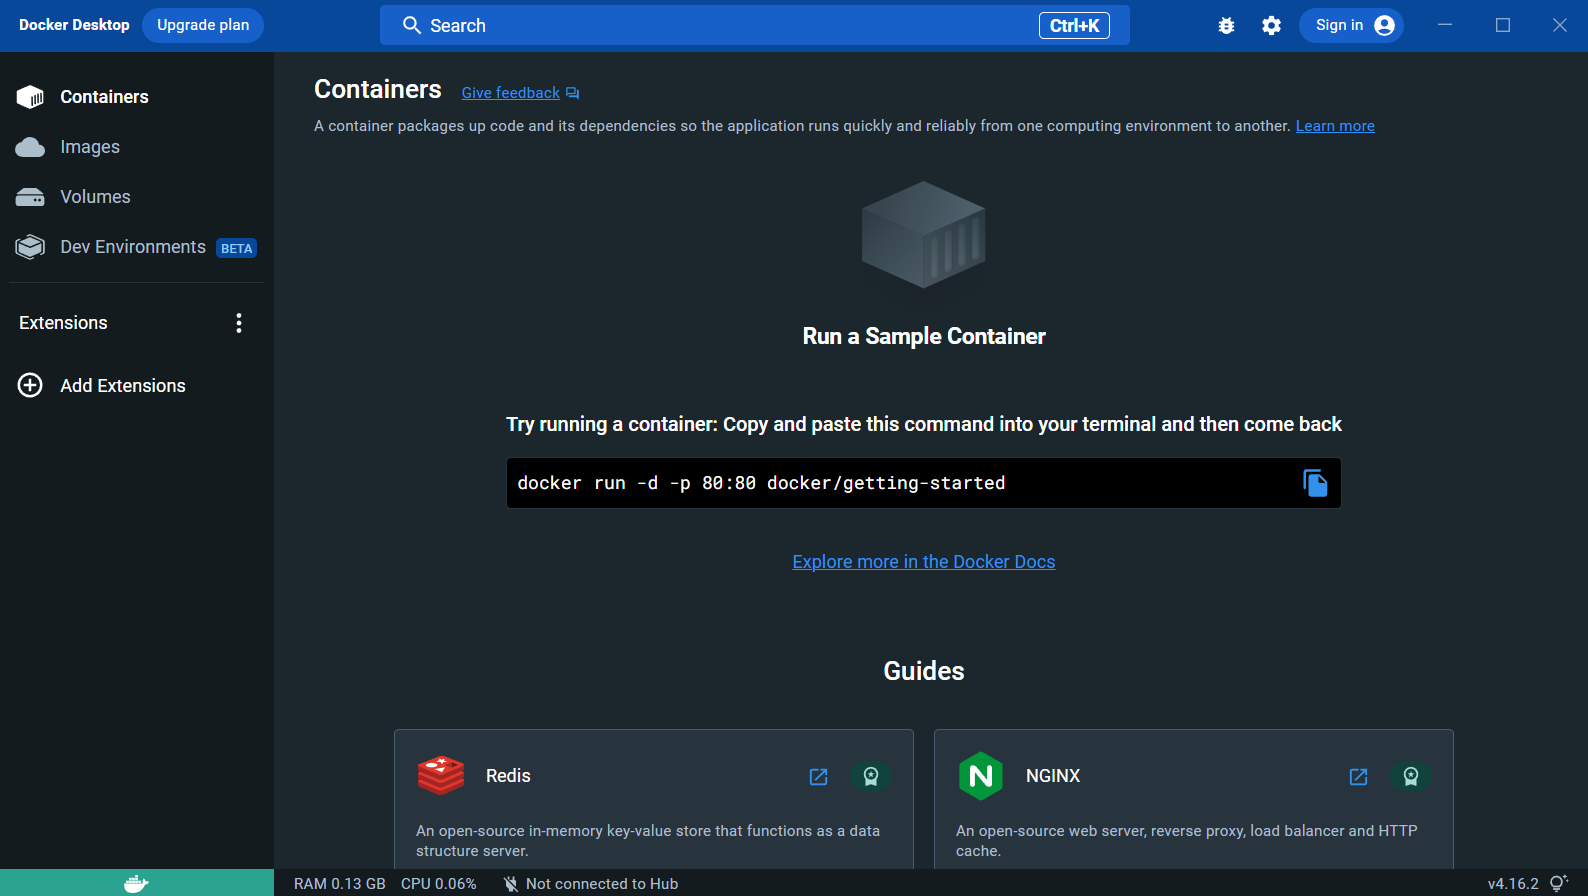 Docker Desktop
Upgrade plan
Search
Ctrl+K
Sign in
Containers
Images
Volumes
Dev Environments BETA
Extensions
Add Extensions
Containers Give feedback
A container packages up code and its dependencies so the application runs quickly and reliably from one computing environment to another. Learn more
Run a Sample Container
Try running a container: Copy and paste this command into your terminal and then come back
docker run -d -p 80:80 docker/getting-started
Explore more in the Docker Docs
Guides
Redis
An open-source in-memory key-value store that functions as a data
structure server.
N
NGINX
An open-source web server, reverse proxy, load balancer and HTTP
cache.
RAM 0.13 GB CPU 0.06% Not connected to Hub
v4.16.2